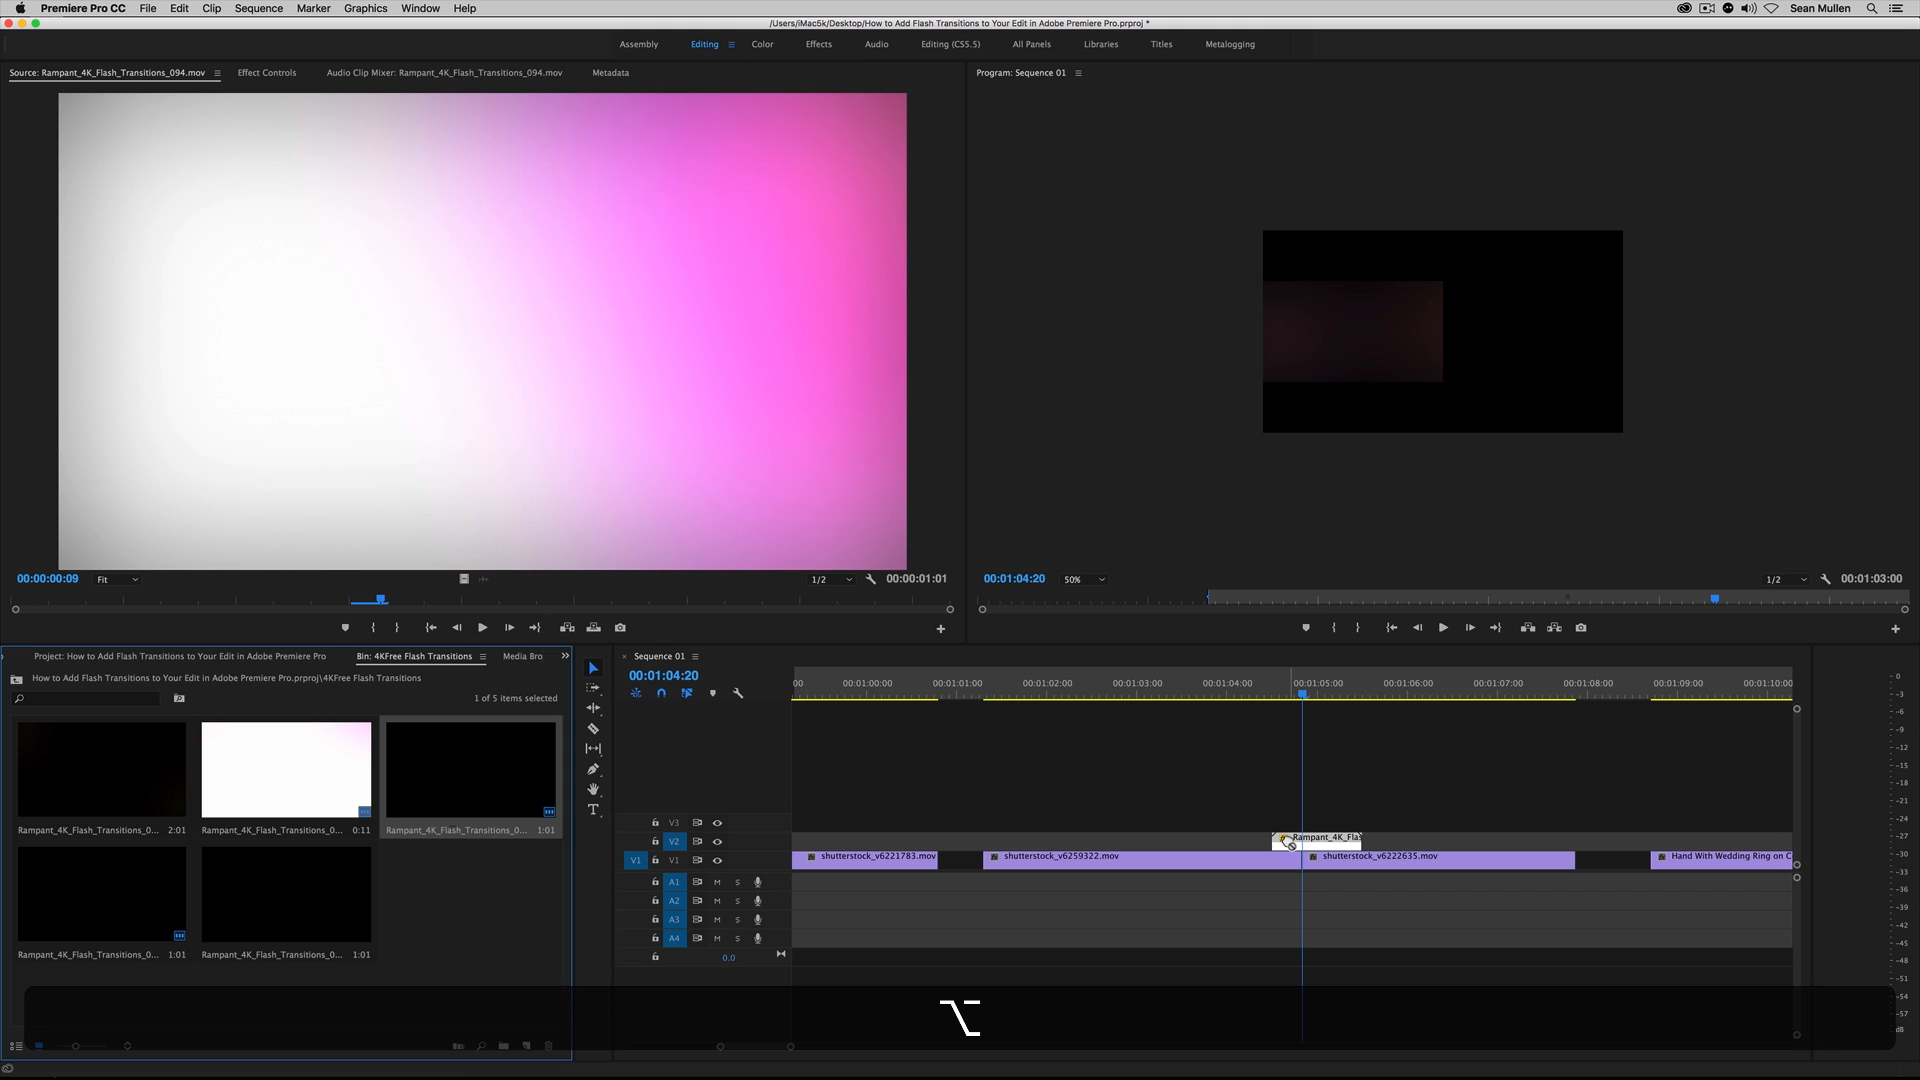 Premiere Pro CC File Edit Clip Sequence Marker Graphics Window Help Sean Mullen
/Users/iMac5k/Desktop/How to Add Flash Transitions to Your Edit in Adobe Premiere Pro.prproj *
Assembly Editing Color Effects Audio Editing (CS5.5) All Panels Libraries Titles Metalogging
Source: Rampant_4K_Flash_Transitions_094.mov Effect Controls Audio Clip Mixer: Rampant_4K_Flash_Transitions_094.mov Metadata
Program: Sequence 01
00:00:00:09 Fit 1/2 00:00:01:01
00:01:04:20 50% 1/2 00:01:03:00
Project: How to Add Flash Transitions to Your Edit in Adobe Premiere Pro Bin: 4KFree Flash Transitions Media Bro
How to Add Flash Transitions to Your Edit in Adobe Premiere Pro.prproj\4KFree Flash Transitions
1 of 5 items selected
Rampant_4K_Flash_Transitions_0... 2:01 Rampant_4K_Flash_Transitions_0... 0:11 Rampant_4K_Flash_Transitions_0... 1:01
Rampant_4K_Flash_Transitions_0... 1:01 Rampant_4K_Flash_Transitions_0... 1:01
Sequence 01
00:01:04:20
00 00:01:00:00 00:01:01:00 00:01:02:00 00:01:03:00 00:01:04:00 00:01:05:00 00:01:06:00 00:01:07:00 00:01:08:00 00:01:09:00 00:01:10:00
V3
V2 Rampant_4K_Flas
V1 V1 shutterstock_v6221783.mov shutterstock_v6259322.mov shutterstock_v6222635.mov Hand With Wedding Ring on C
A1 M S
A2 M S
A3 M S
A4 M S
0.0
0
-3
-6
-9
-12
-15
-18
-21
-24
-27
-30
-33
-36
-39
-42
-45
-48
-51
-54
-57
dB